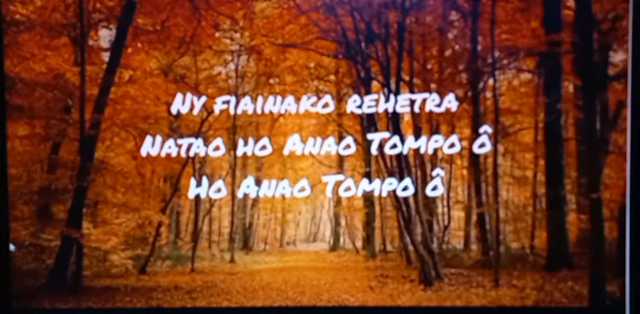 Ny fiainako rehetra
Natao ho Anao Tompo ô
Ho Anao Tompo ô